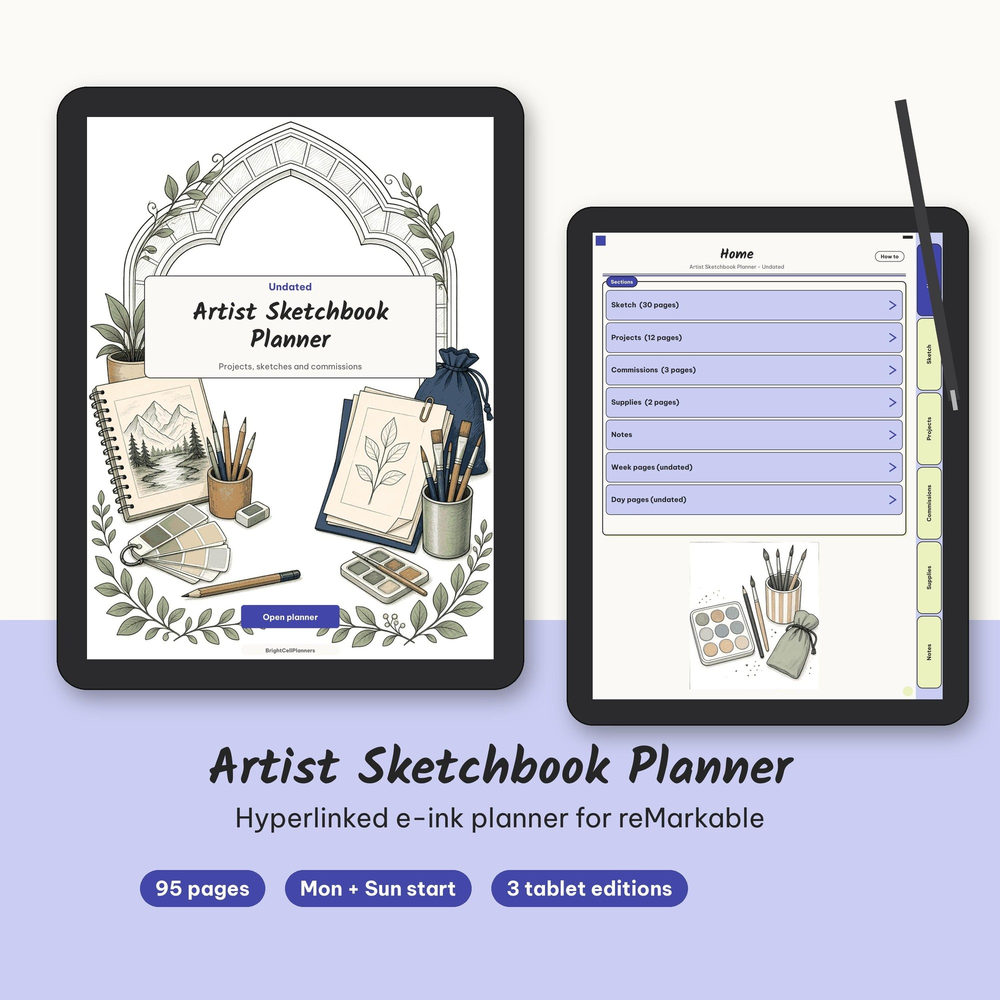 Undated
Artist Sketchbook
Planner
Projects, sketches and commissions
Open planner
BrightCellPlanners
Home
Artist Sketchbook Planner - Undated
How to
Sections
Sketch (30 pages)
Projects (12 pages)
Commissions (3 pages)
Supplies (2 pages)
Notes
Week pages (undated)
Day pages (undated)
Sketch
Projects
Commissions
Supplies
Notes
Artist Sketchbook Planner
Hyperlinked e-ink planner for reMarkable
95 pages
Mon + Sun start
3 tablet editions